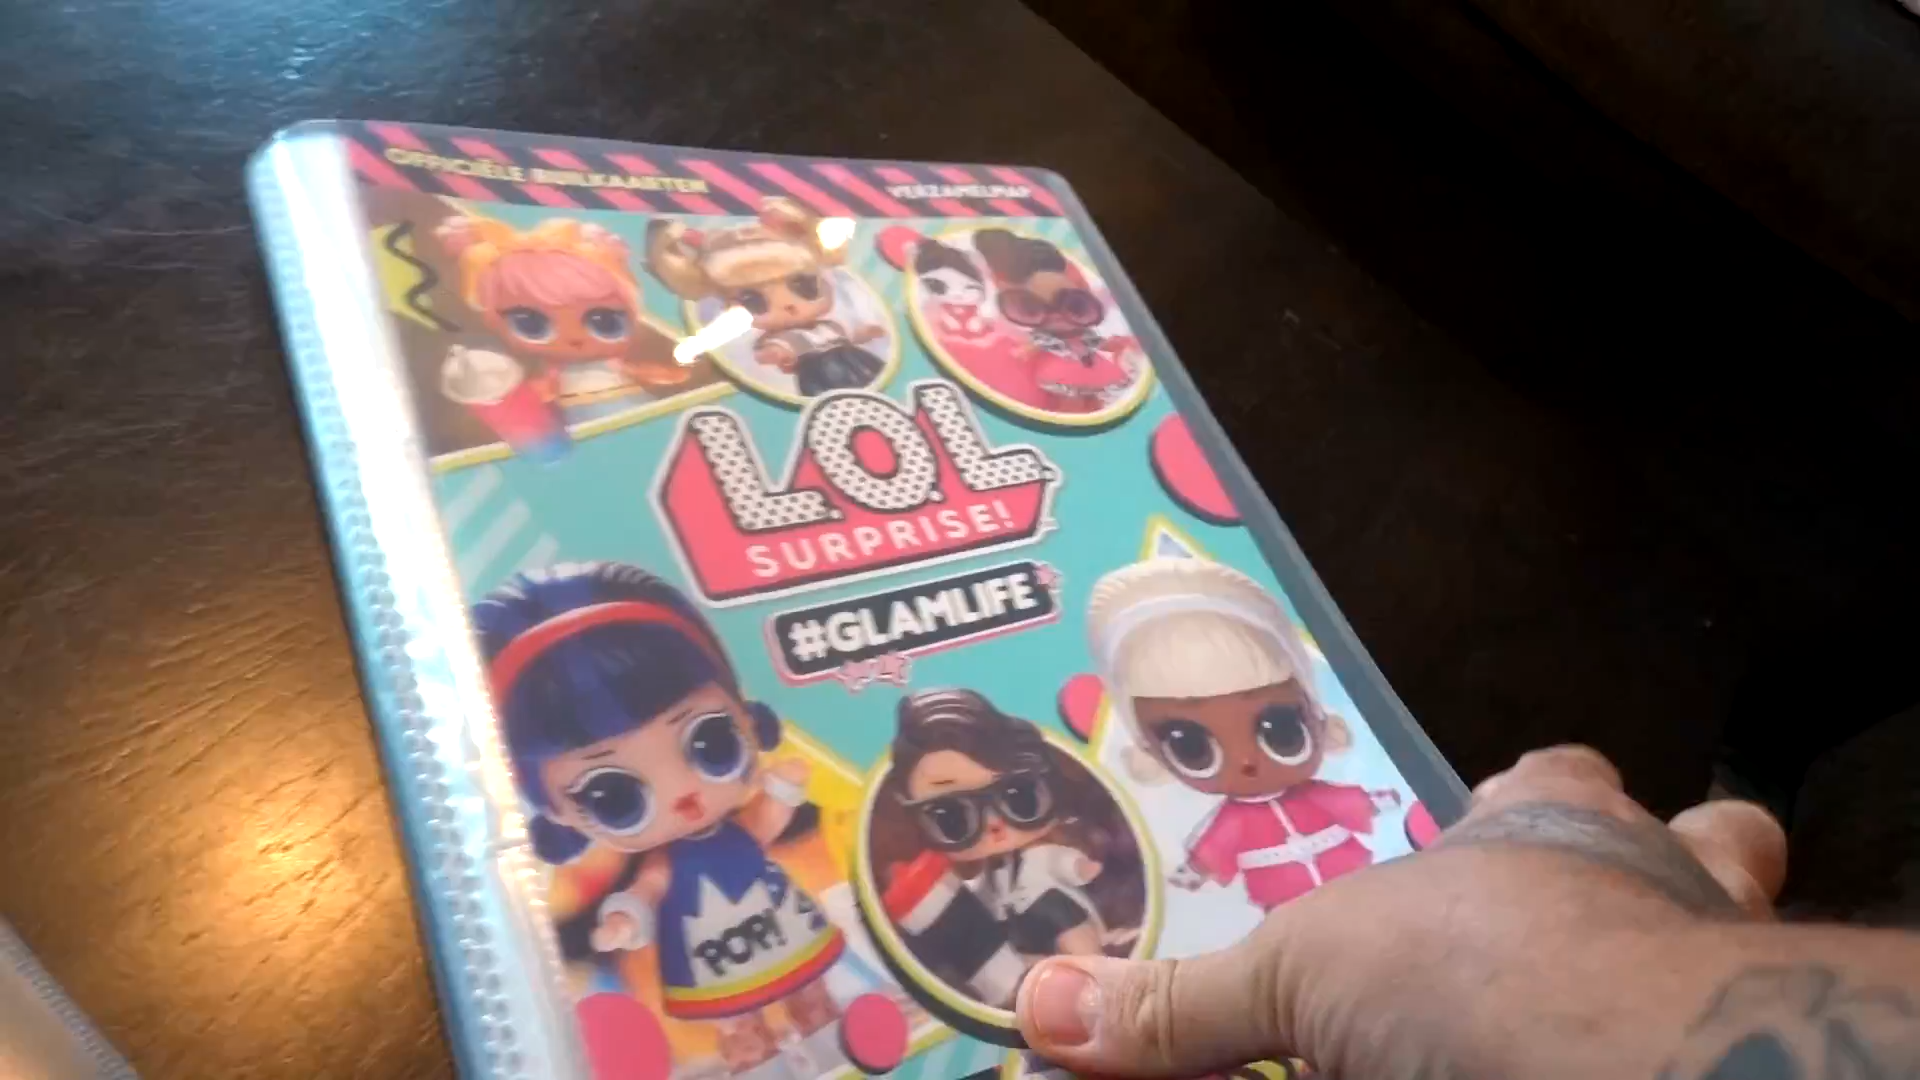 OFFICIËLE RUILKAARTEN
VERZAMELMAP
L.O.L.
SURPRISE!
#GLAMLIFE
POP!